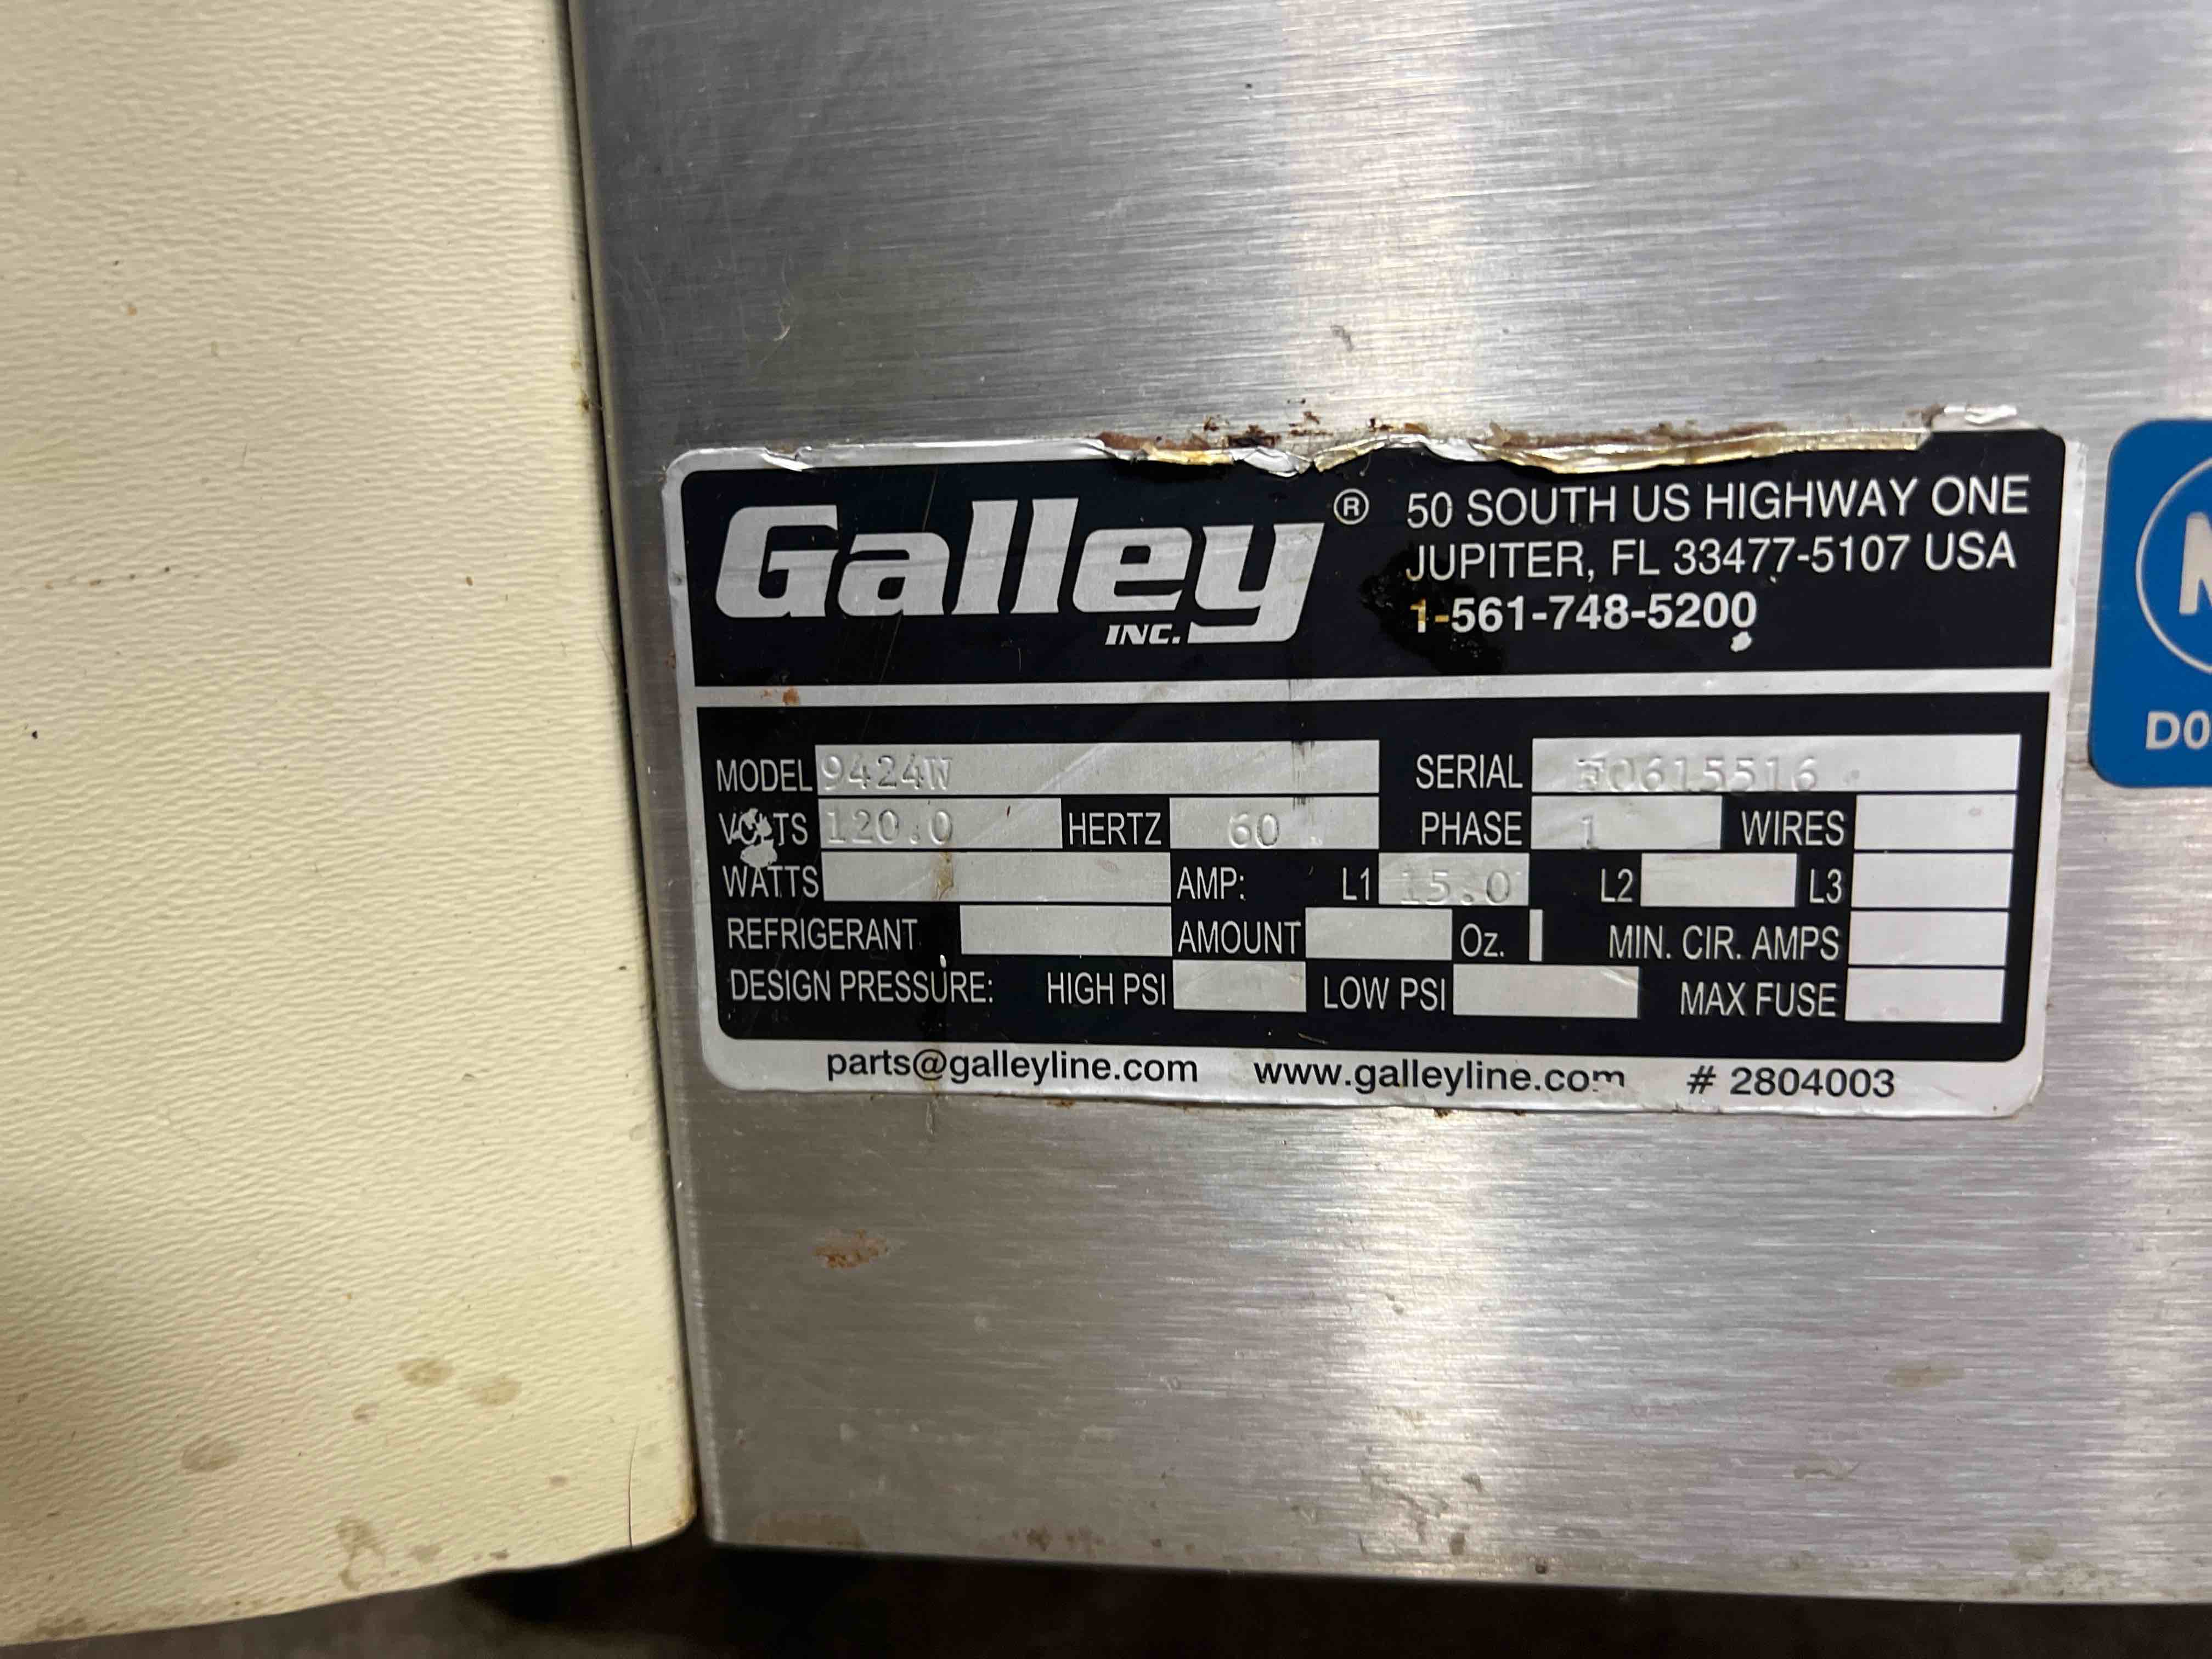 Galley® INC.
50 SOUTH US HIGHWAY ONE
JUPITER, FL 33477-5107 USA
1-561-748-5200
MODEL 9424W SERIAL F0615516
VOLTS 120.0 HERTZ 60 PHASE 1 WIRES
WATTS AMP: L1 15.0 L2 L3
REFRIGERANT AMOUNT Oz. MIN. CIR. AMPS
DESIGN PRESSURE: HIGH PSI LOW PSI MAX FUSE
parts@galleyline.com www.galleyline.com # 2804003